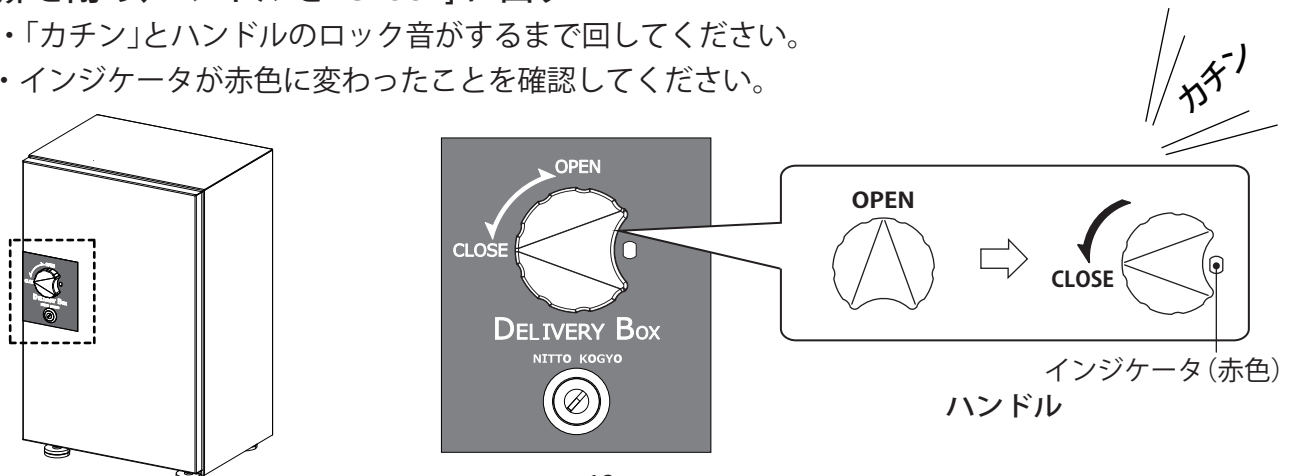 ・「カチン」とハンドルのロック音がするまで回してください。
・インジケータが赤色に変わったことを確認してください。
カチン
OPEN
CLOSE
DELIVERY BOX
NITTO KOGYO
OPEN
CLOSE
インジケータ（赤色）
ハンドル